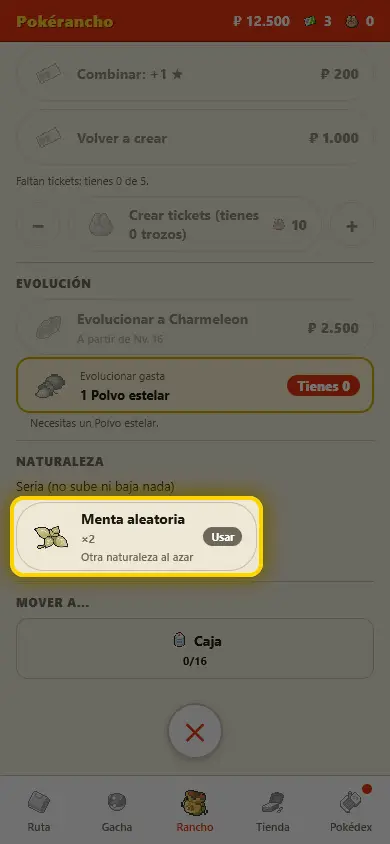 Pokérancho ₽ 12.500 3 0
Combinar: +1 ★ ₽ 200
Volver a crear ₽ 1.000
Faltan tickets: tienes 0 de 5.
− Crear tickets (tienes
0 trozos) 10 +
EVOLUCIÓN
Evolucionar a Charmeleon
A partir de Nv. 16
₽ 2.500
Evolucionar gasta
1 Polvo estelar
Tienes 0
Necesitas un Polvo estelar.
NATURALEZA
Seria (no sube ni baja nada)
Menta aleatoria
×2
Otra naturaleza al azar
Usar
MOVER A...
Caja
0/16
Ruta Gacha Rancho Tienda Pokédex